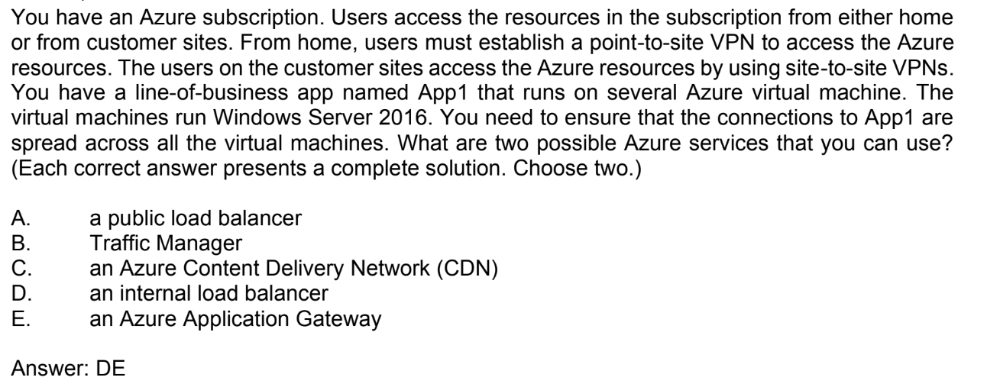 You have an Azure subscription. Users access the resources in the subscription from either home
or from customer sites. From home, users must establish a point-to-site VPN to access the Azure
resources. The users on the customer sites access the Azure resources by using site-to-site VPNs.
You have a line-of-business app named App1 that runs on several Azure virtual machine. The
virtual machines run Windows Server 2016. You need to ensure that the connections to App1 are
spread across all the virtual machines. What are two possible Azure services that you can use?
(Each correct answer presents a complete solution. Choose two.)
A. a public load balancer
B. Traffic Manager
C. an Azure Content Delivery Network (CDN)
D. an internal load balancer
E. an Azure Application Gateway
Answer: DE